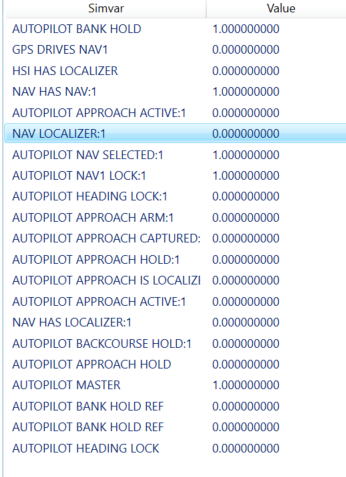 Simvar Value
AUTOPILOT BANK HOLD 1.000000000
GPS DRIVES NAV1 0.000000000
HSI HAS LOCALIZER 0.000000000
NAV HAS NAV:1 1.000000000
AUTOPILOT APPROACH ACTIVE:1 0.000000000
NAV LOCALIZER:1 0.000000000
AUTOPILOT NAV SELECTED:1 1.000000000
AUTOPILOT NAV1 LOCK:1 1.000000000
AUTOPILOT HEADING LOCK:1 0.000000000
AUTOPILOT APPROACH ARM:1 0.000000000
AUTOPILOT APPROACH CAPTURED: 0.000000000
AUTOPILOT APPROACH HOLD:1 0.000000000
AUTOPILOT APPROACH IS LOCALIZI 0.000000000
AUTOPILOT APPROACH ACTIVE:1 0.000000000
NAV HAS LOCALIZER:1 0.000000000
AUTOPILOT BACKCOURSE HOLD:1 0.000000000
AUTOPILOT APPROACH HOLD 0.000000000
AUTOPILOT MASTER 1.000000000
AUTOPILOT BANK HOLD REF 0.000000000
AUTOPILOT BANK HOLD REF 0.000000000
AUTOPILOT HEADING LOCK 0.000000000